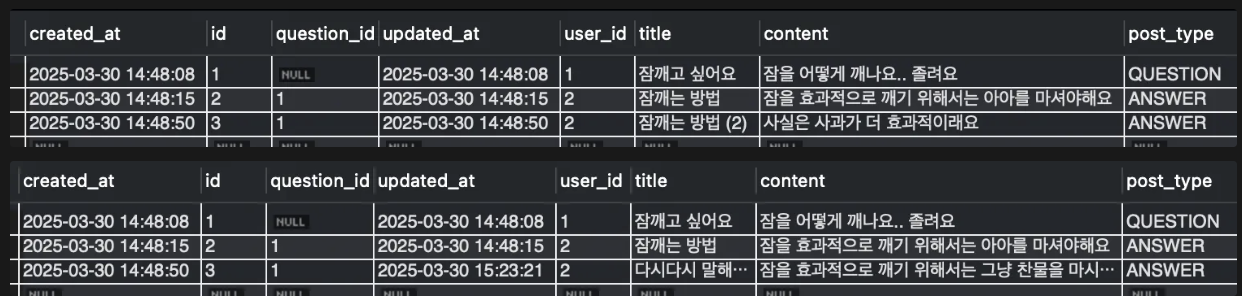 created_at id question_id updated_at user_id title content post_type
2025-03-30 14:48:08 1 NULL 2025-03-30 14:48:08 1 잠깨고 싶어요 잠을 어떻게 깨나요.. 졸려요 QUESTION
2025-03-30 14:48:15 2 1 2025-03-30 14:48:15 2 잠깨는 방법 잠을 효과적으로 깨기 위해서는 아아를 마셔야해요 ANSWER
2025-03-30 14:48:50 3 1 2025-03-30 14:48:50 2 잠깨는 방법 (2) 사실은 사과가 더 효과적이래요 ANSWER
NULL NULL NULL NULL NULL NULL NULL
created_at id question_id updated_at user_id title content post_type
2025-03-30 14:48:08 1 NULL 2025-03-30 14:48:08 1 잠깨고 싶어요 잠을 어떻게 깨나요.. 졸려요 QUESTION
2025-03-30 14:48:15 2 1 2025-03-30 14:48:15 2 잠깨는 방법 잠을 효과적으로 깨기 위해서는 아아를 마셔야해요 ANSWER
2025-03-30 14:48:50 3 1 2025-03-30 15:23:21 2 다시다시 말해… 잠을 효과적으로 깨기 위해서는 그냥 찬물을 마시… ANSWER
NULL NULL NULL NULL NULL NULL NULL NULL